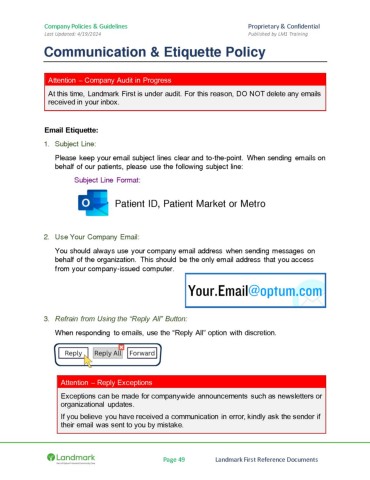 Company Policies & Guidelines Proprietary & Confidential
Last Updated: 4/19/2024 Published by LM1 Training
Communication & Etiquette Policy
Attention – Company Audit in Progress
At this time, Landmark First is under audit. For this reason, DO NOT delete any emails
received in your inbox.
Email Etiquette:
1. Subject Line:
Please keep your email subject lines clear and to-the-point. When sending emails on
behalf of our patients, please use the following subject line:
Subject Line Format:
O Patient ID, Patient Market or Metro
2. Use Your Company Email:
You should always use your company email address when sending messages on
behalf of the organization. This should be the only email address that you access
from your company-issued computer.
Your.Email@optum.com
3. Refrain from Using the “Reply All” Button:
When responding to emails, use the “Reply All” option with discretion.
Reply Reply All Forward
Attention – Reply Exceptions
Exceptions can be made for companywide announcements such as newsletters or
organizational updates.
If you believe you have received a communication in error, kindly ask the sender if
their email was sent to you by mistake.
Landmark Page 49 Landmark First Reference Documents